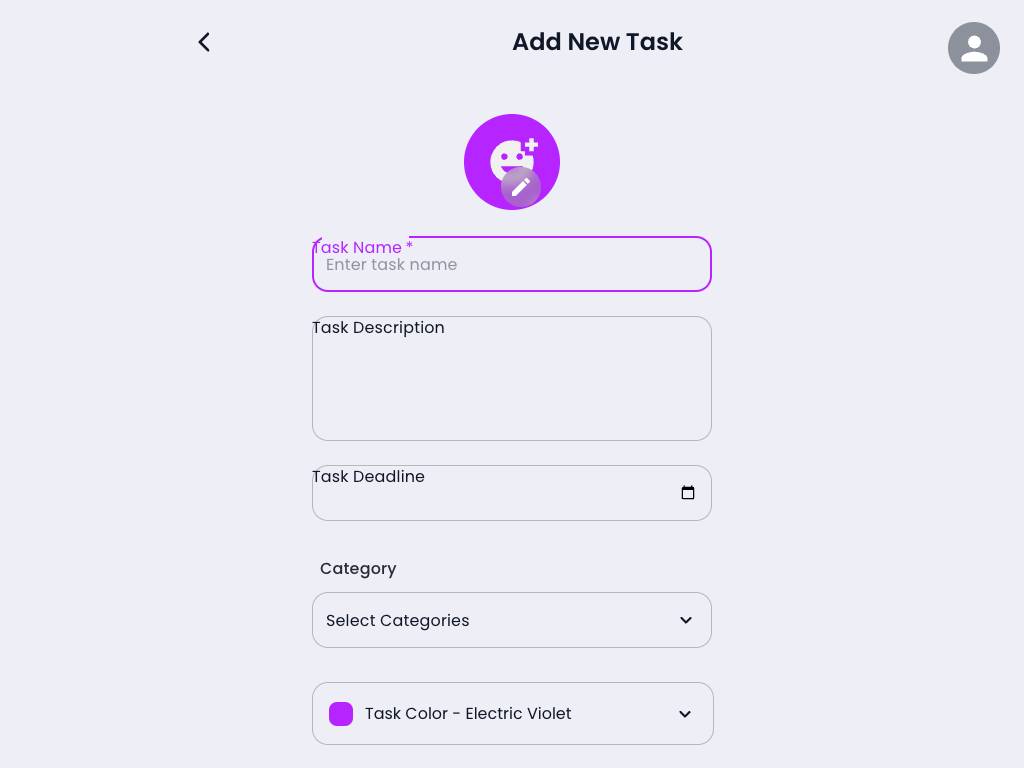 Add New Task
Task Name *
Enter task name
Task Description
Task Deadline
Category
Select Categories
Task Color - Electric Violet